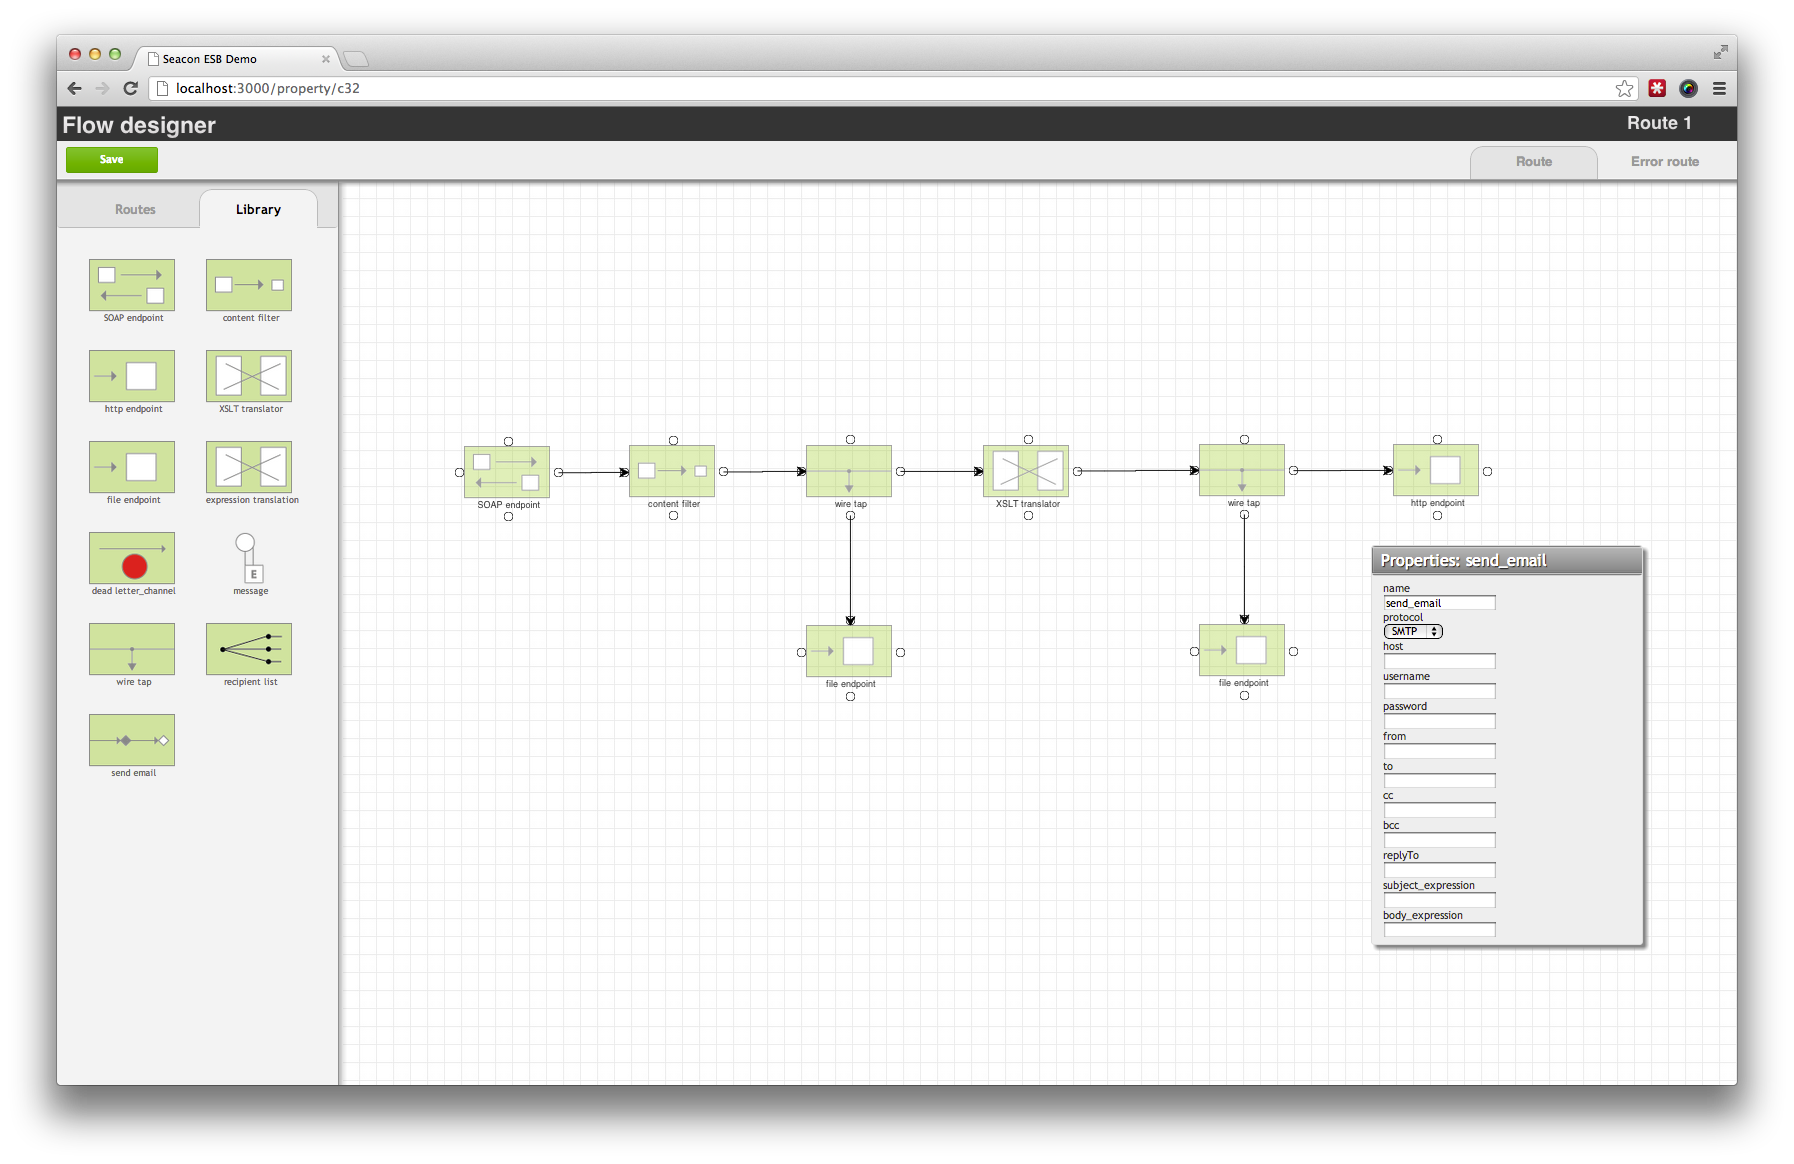 Seacon ESB Demo
localhost:3000/property/c32
Flow designer
Route 1
Save
Route
Error route
Routes
Library
SOAP endpoint
content filter
http endpoint
XSLT translator
file endpoint
expression translation
dead letter_channel
E
message
wire tap
recipient list
send email
SOAP endpoint
content filter
wire tap
XSLT translator
wire tap
http endpoint
file endpoint
file endpoint
Properties: send_email
name
send_email
protocol
SMTP
host
username
password
from
to
cc
bcc
replyTo
subject_expression
body_expression